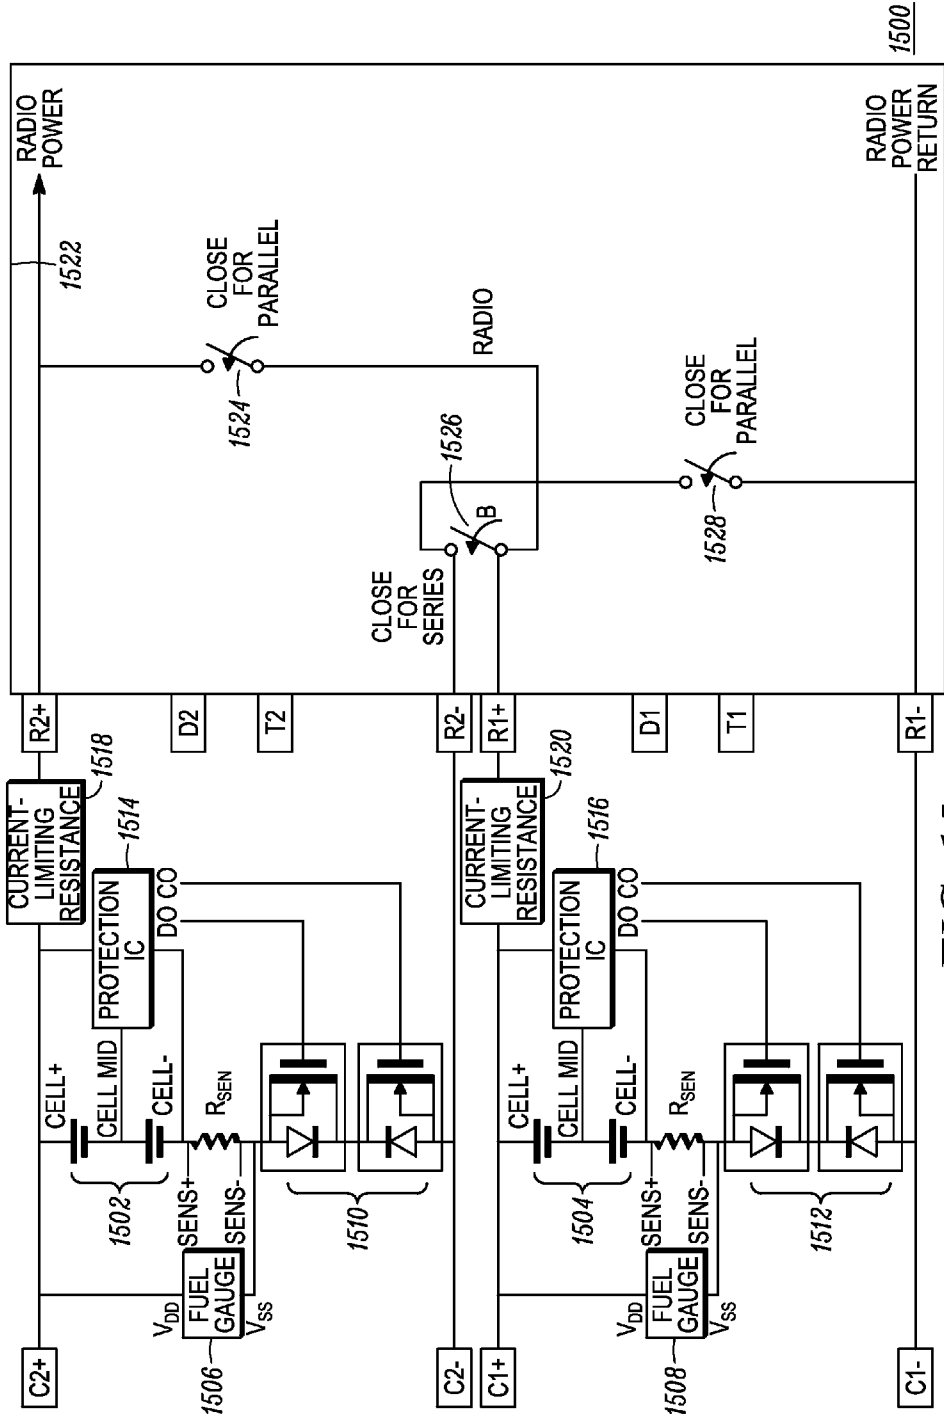 1500
RADIO
POWER
1522
CLOSE
FOR
PARALLEL
1524
RADIO
1526
B
CLOSE
FOR
SERIES
CLOSE
FOR
PARALLEL
1528
RADIO
POWER
RETURN
R2+
D2
T2
R2-
R1+
D1
T1
R1-
CURRENT-
LIMITING
RESISTANCE
1518
PROTECTION
IC
1514
DO CO
CELL+
CELL MID
CELL-
RSEN
1502
SENS+
SENS-
1510
VDD
FUEL
GAUGE
VSS
1506
C2+
C2-
CURRENT-
LIMITING
RESISTANCE
1520
PROTECTION
IC
1516
DO CO
CELL+
CELL MID
CELL-
RSEN
1504
SENS+
SENS-
1512
VDD
FUEL
GAUGE
VSS
1508
C1+
C1-